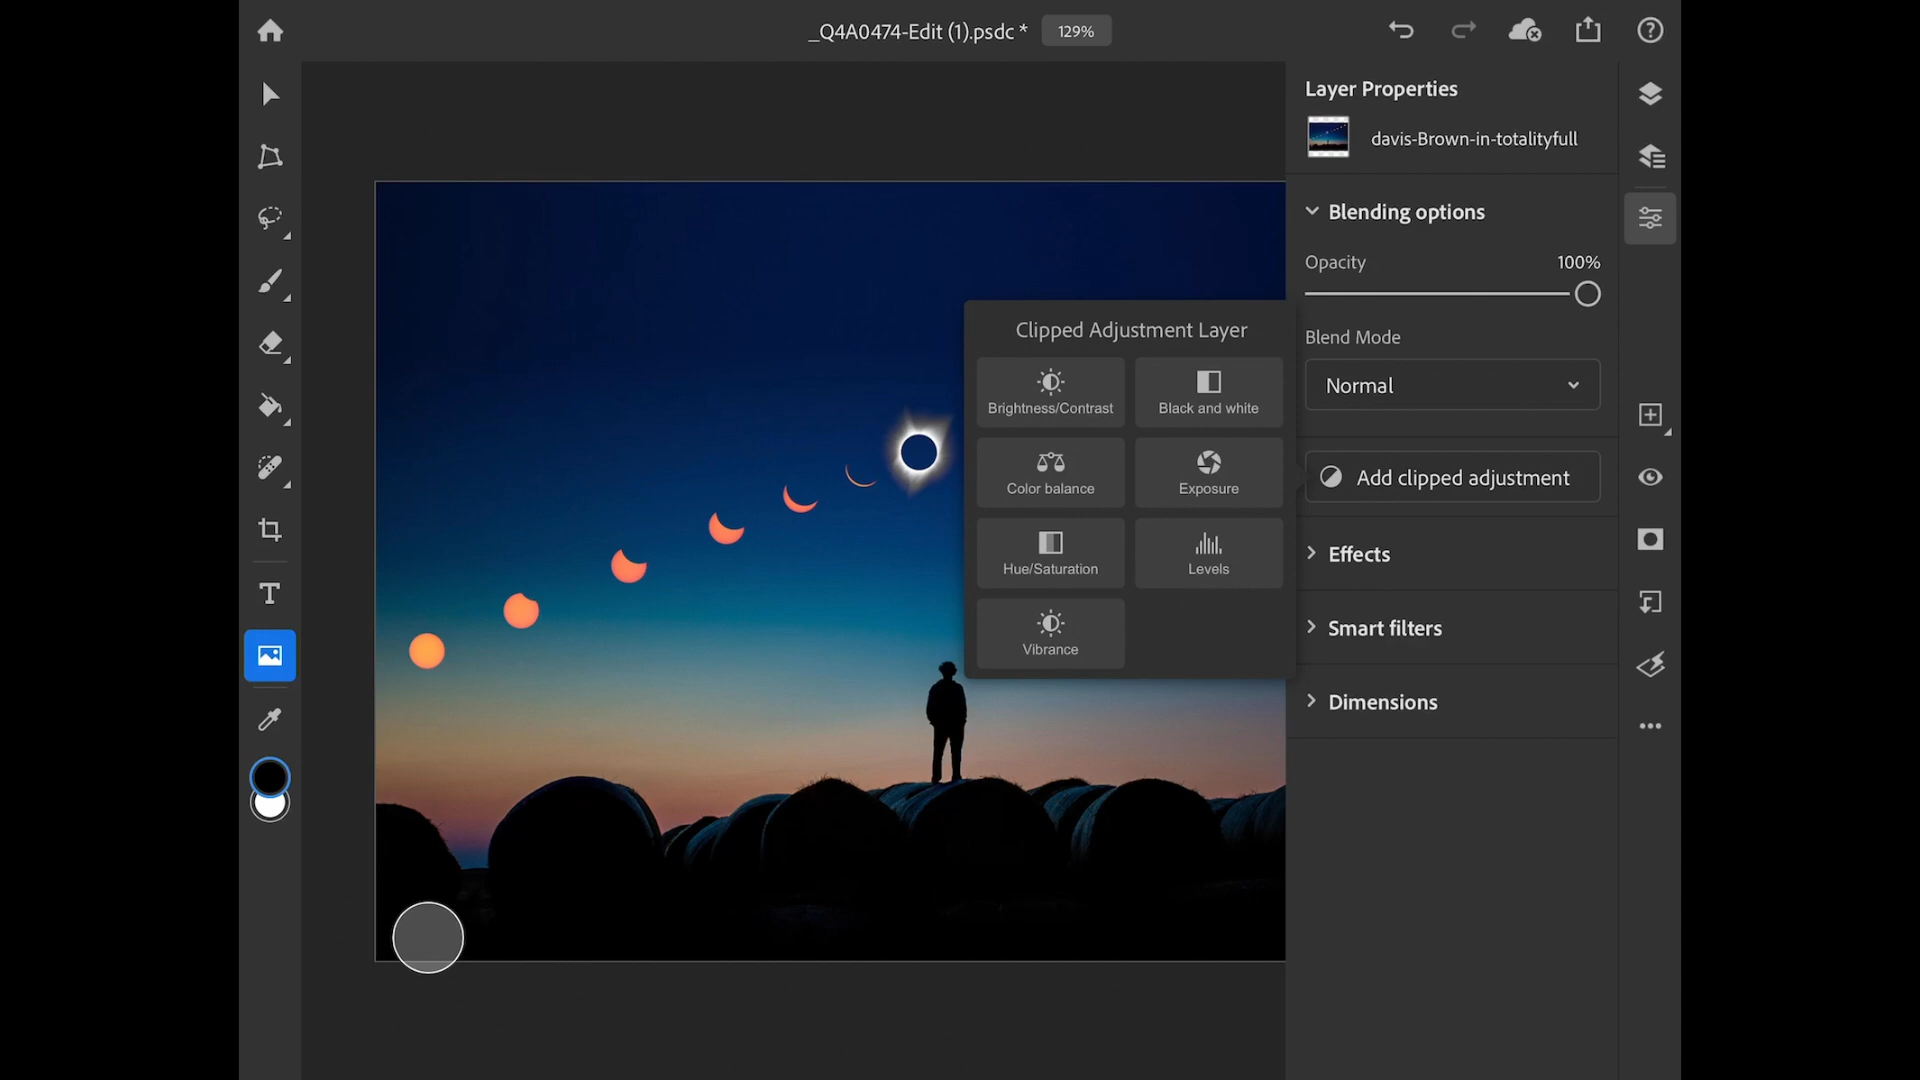 _Q4A0474-Edit (1).psdc *
129%
Layer Properties
davis-Brown-in-totalityfull
Blending options
Opacity
100%
Blend Mode
Normal
Add clipped adjustment
Effects
Smart filters
Dimensions
Clipped Adjustment Layer
Brightness/Contrast
Black and white
Color balance
Exposure
Hue/Saturation
Levels
Vibrance